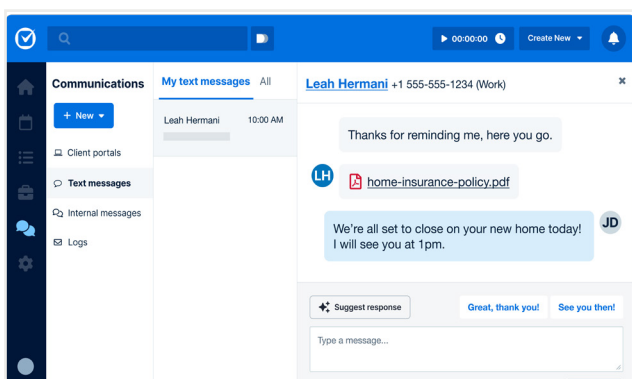 00:00:00
Create New
Communications
+ New
Client portals
Text messages
Internal messages
Logs
My text messages All
Leah Hermani 10:00 AM
Leah Hermani +1 555-555-1234 (Work)
Thanks for reminding me, here you go.
LH
home-insurance-policy.pdf
We're all set to close on your new home today!
I will see you at 1pm.
JD
Suggest response
Great, thank you!
See you then!
Type a message...